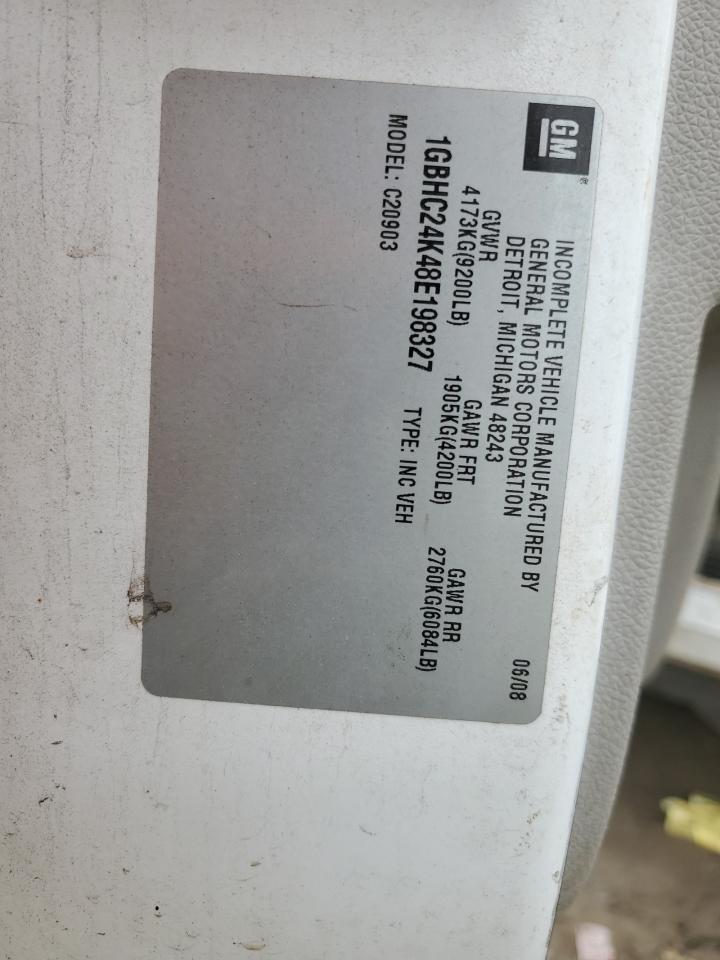 GM
INCOMPLETE VEHICLE MANUFACTURED BY
GENERAL MOTORS CORPORATION
DETROIT, MICHIGAN 48243 06/08
GVWR GAWR FRT GAWR RR
4173KG(9200LB) 1905KG(4200LB) 2760KG(6084LB)
1GBHC24K48E198327 TYPE: INC VEH
MODEL: C20903